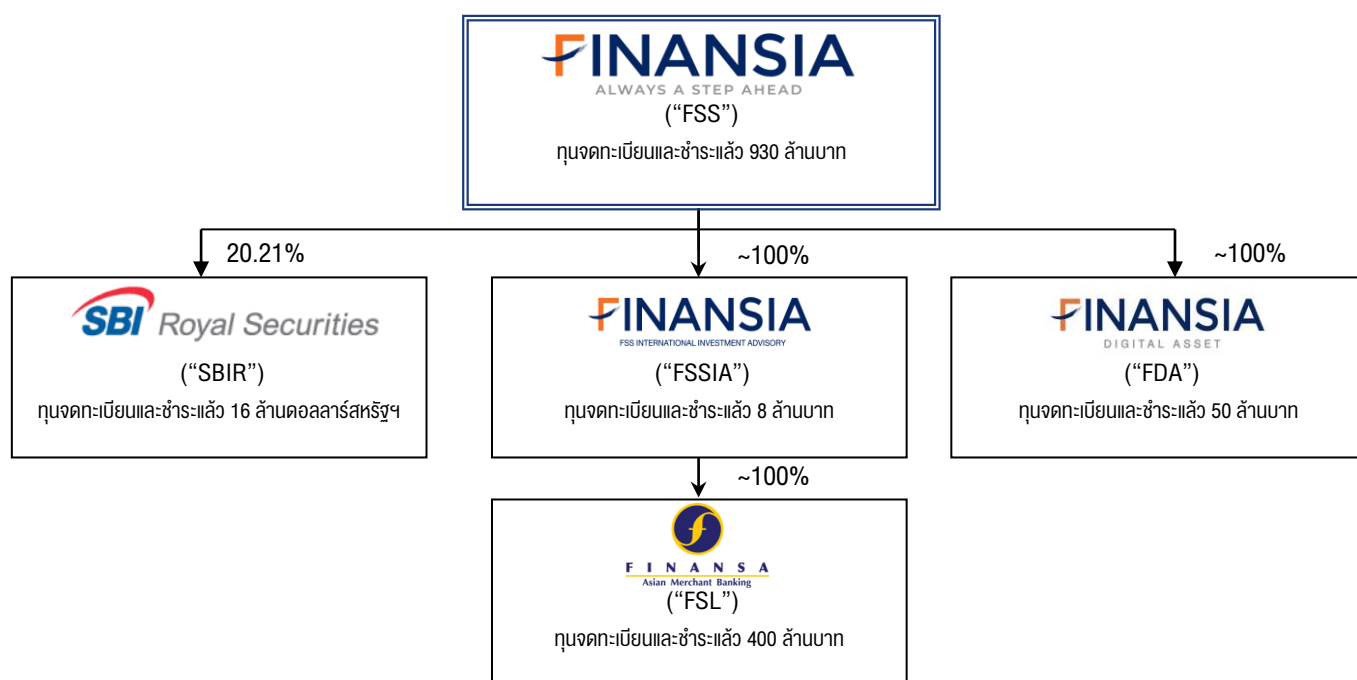 FINANSIA
ALWAYS A STEP AHEAD
(“FSS”)
ทุนจดทะเบียนและชำระแล้ว 930 ล้านบาท
20.21%
~100%
~100%
SBI Royal Securities
(“SBIR”)
ทุนจดทะเบียนและชำระแล้ว 16 ล้านดอลลาร์สหรัฐฯ
FINANSIA
FSS INTERNATIONAL INVESTMENT ADVISORY
(“FSSIA”)
ทุนจดทะเบียนและชำระแล้ว 8 ล้านบาท
FINANSIA
DIGITAL ASSET
(“FDA”)
ทุนจดทะเบียนและชำระแล้ว 50 ล้านบาท
~100%
f
FINANSA
Asian Merchant Banking
(“FSL”)
ทุนจดทะเบียนและชำระแล้ว 400 ล้านบาท